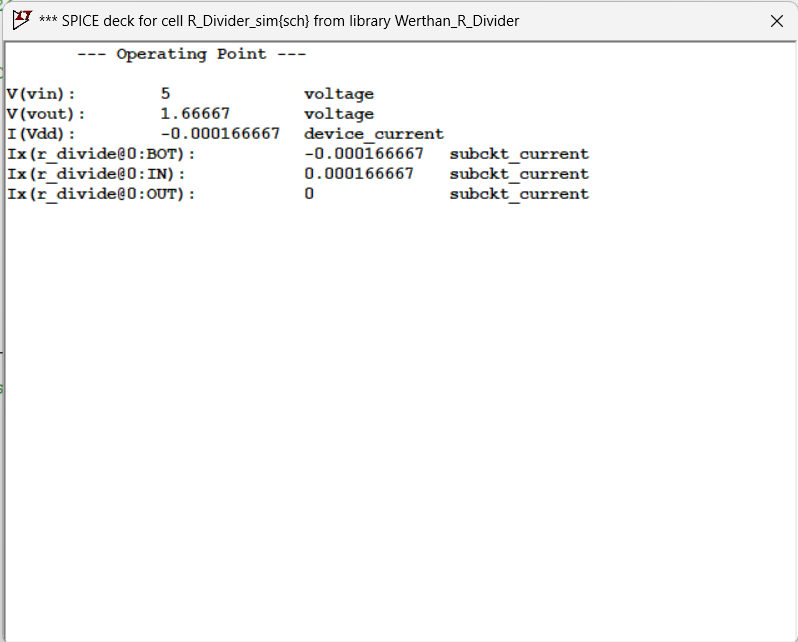 *** SPICE deck for cell R_Divider_sim{sch} from library Werthan_R_Divider
--- Operating Point ---
V(vin): 5 voltage
V(vout): 1.66667 voltage
I(Vdd): -0.000166667 device_current
Ix(r_divide@0:BOT): -0.000166667 subckt_current
Ix(r_divide@0:IN): 0.000166667 subckt_current
Ix(r_divide@0:OUT): 0 subckt_current